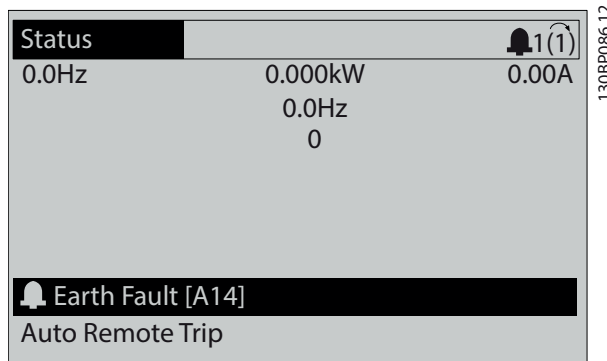 Status 1(1)
0.0Hz 0.000kW 0.00A
0.0Hz
0
Earth Fault [A14]
Auto Remote Trip
130BP086.12